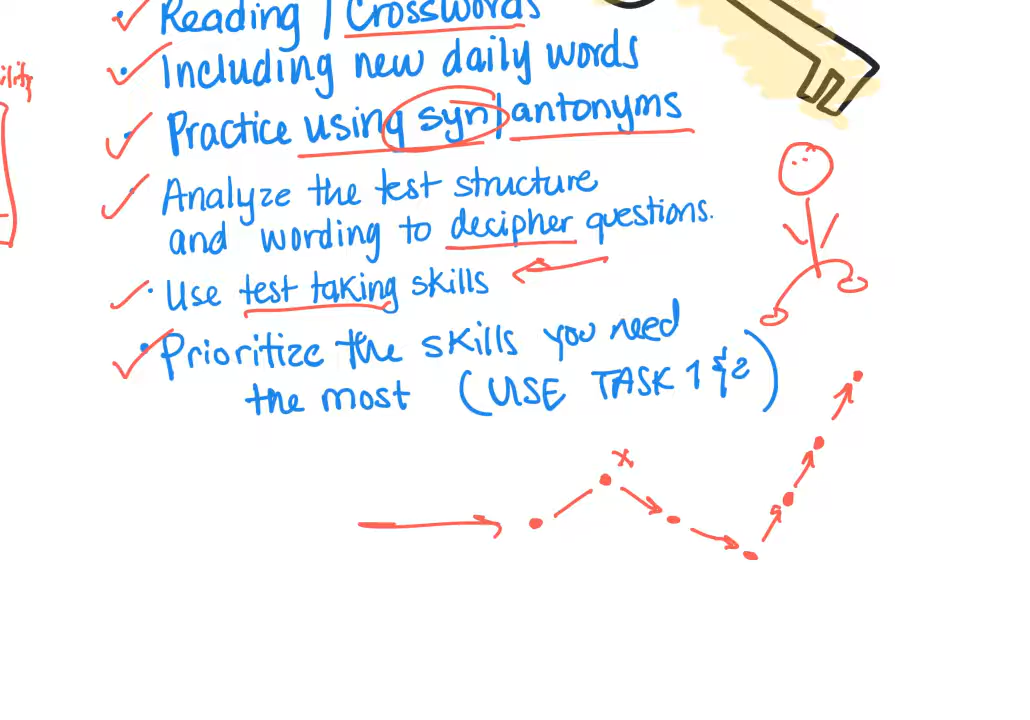 ility
• Reading / Crosswords
• Including new daily words
• Practice using syn/antonyms
• Analyze the test structure
and wording to decipher questions.
• Use test taking skills
• Prioritize the skills you need
the most (USE TASK 1 & 2)
x